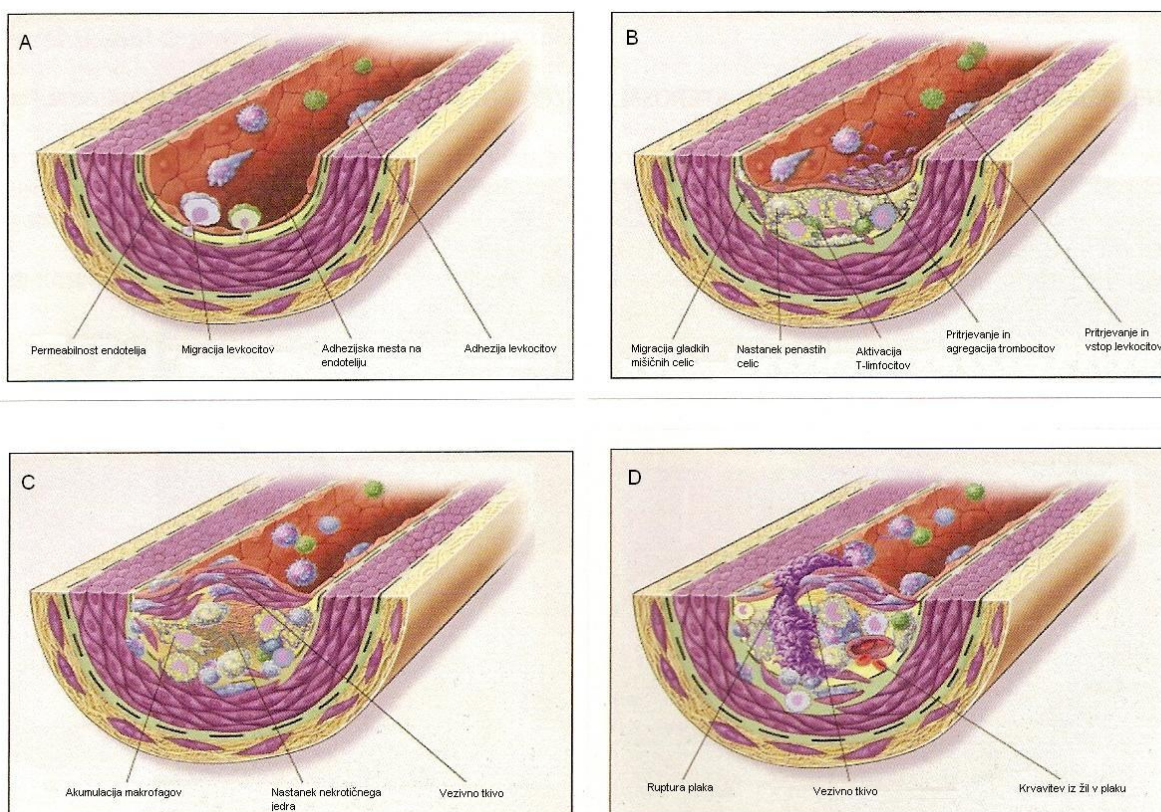 A
Permeabilnost endotelija
Migracija levkocitov
Adhezijska mesta na
endoteliju
Adhezija levkocitov
B
Migracija gladkih
mišičnih celic
Nastanek penastih
celic
Aktivacija
T-limfocitov
Pritrjevanje in
agregacija trombocitov
Pritrjevanje in
vstop levkocitov
C
Akumulacija makrofagov
Nastanek nekrotičnega
jedra
Vezivno tkivo
D
Ruptura plaka
Vezivno tkivo
Krvavitev iz žil v plaku